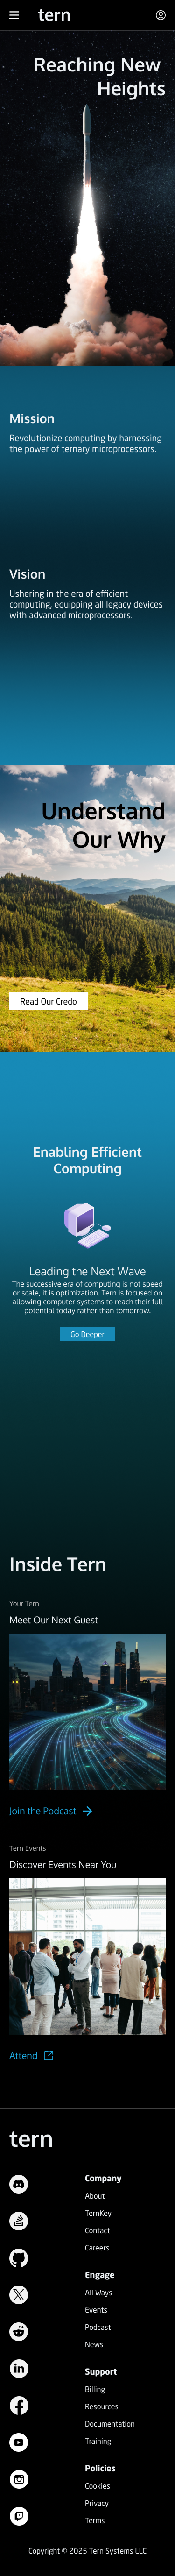 tern
Reaching New
Heights
Mission
Revolutionize computing by harnessing
the power of ternary microprocessors.
Vision
Ushering in the era of efficient
computing, equipping all legacy devices
with advanced microprocessors.
Understand
Our Why
Read Our Credo
Enabling Efficient
Computing
Leading the Next Wave
The successive era of computing is not speed
or scale, it is optimization. Tern is focused on
allowing computer systems to reach their full
potential today rather than tomorrow.
Go Deeper
Inside Tern
Your Tern
Meet Our Next Guest
Join the Podcast
Tern Events
Discover Events Near You
Attend
tern
Company
About
TernKey
Contact
Careers
Engage
All Ways
Events
Podcast
News
Support
Billing
Resources
Documentation
Training
Policies
Cookies
Privacy
Terms
Copyright © 2025 Tern Systems LLC